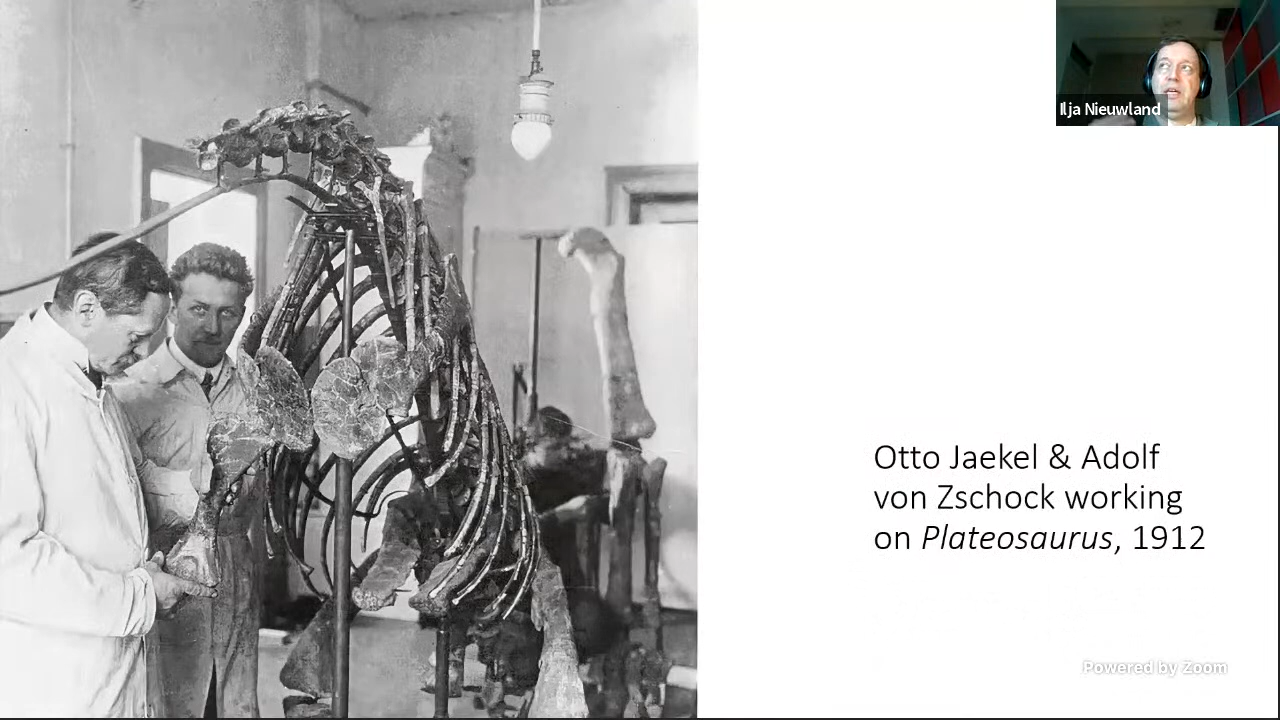 Ilja Nieuwland
Otto Jaekel & Adolf
von Zschock working
on Plateosaurus, 1912
Powered by Zoom